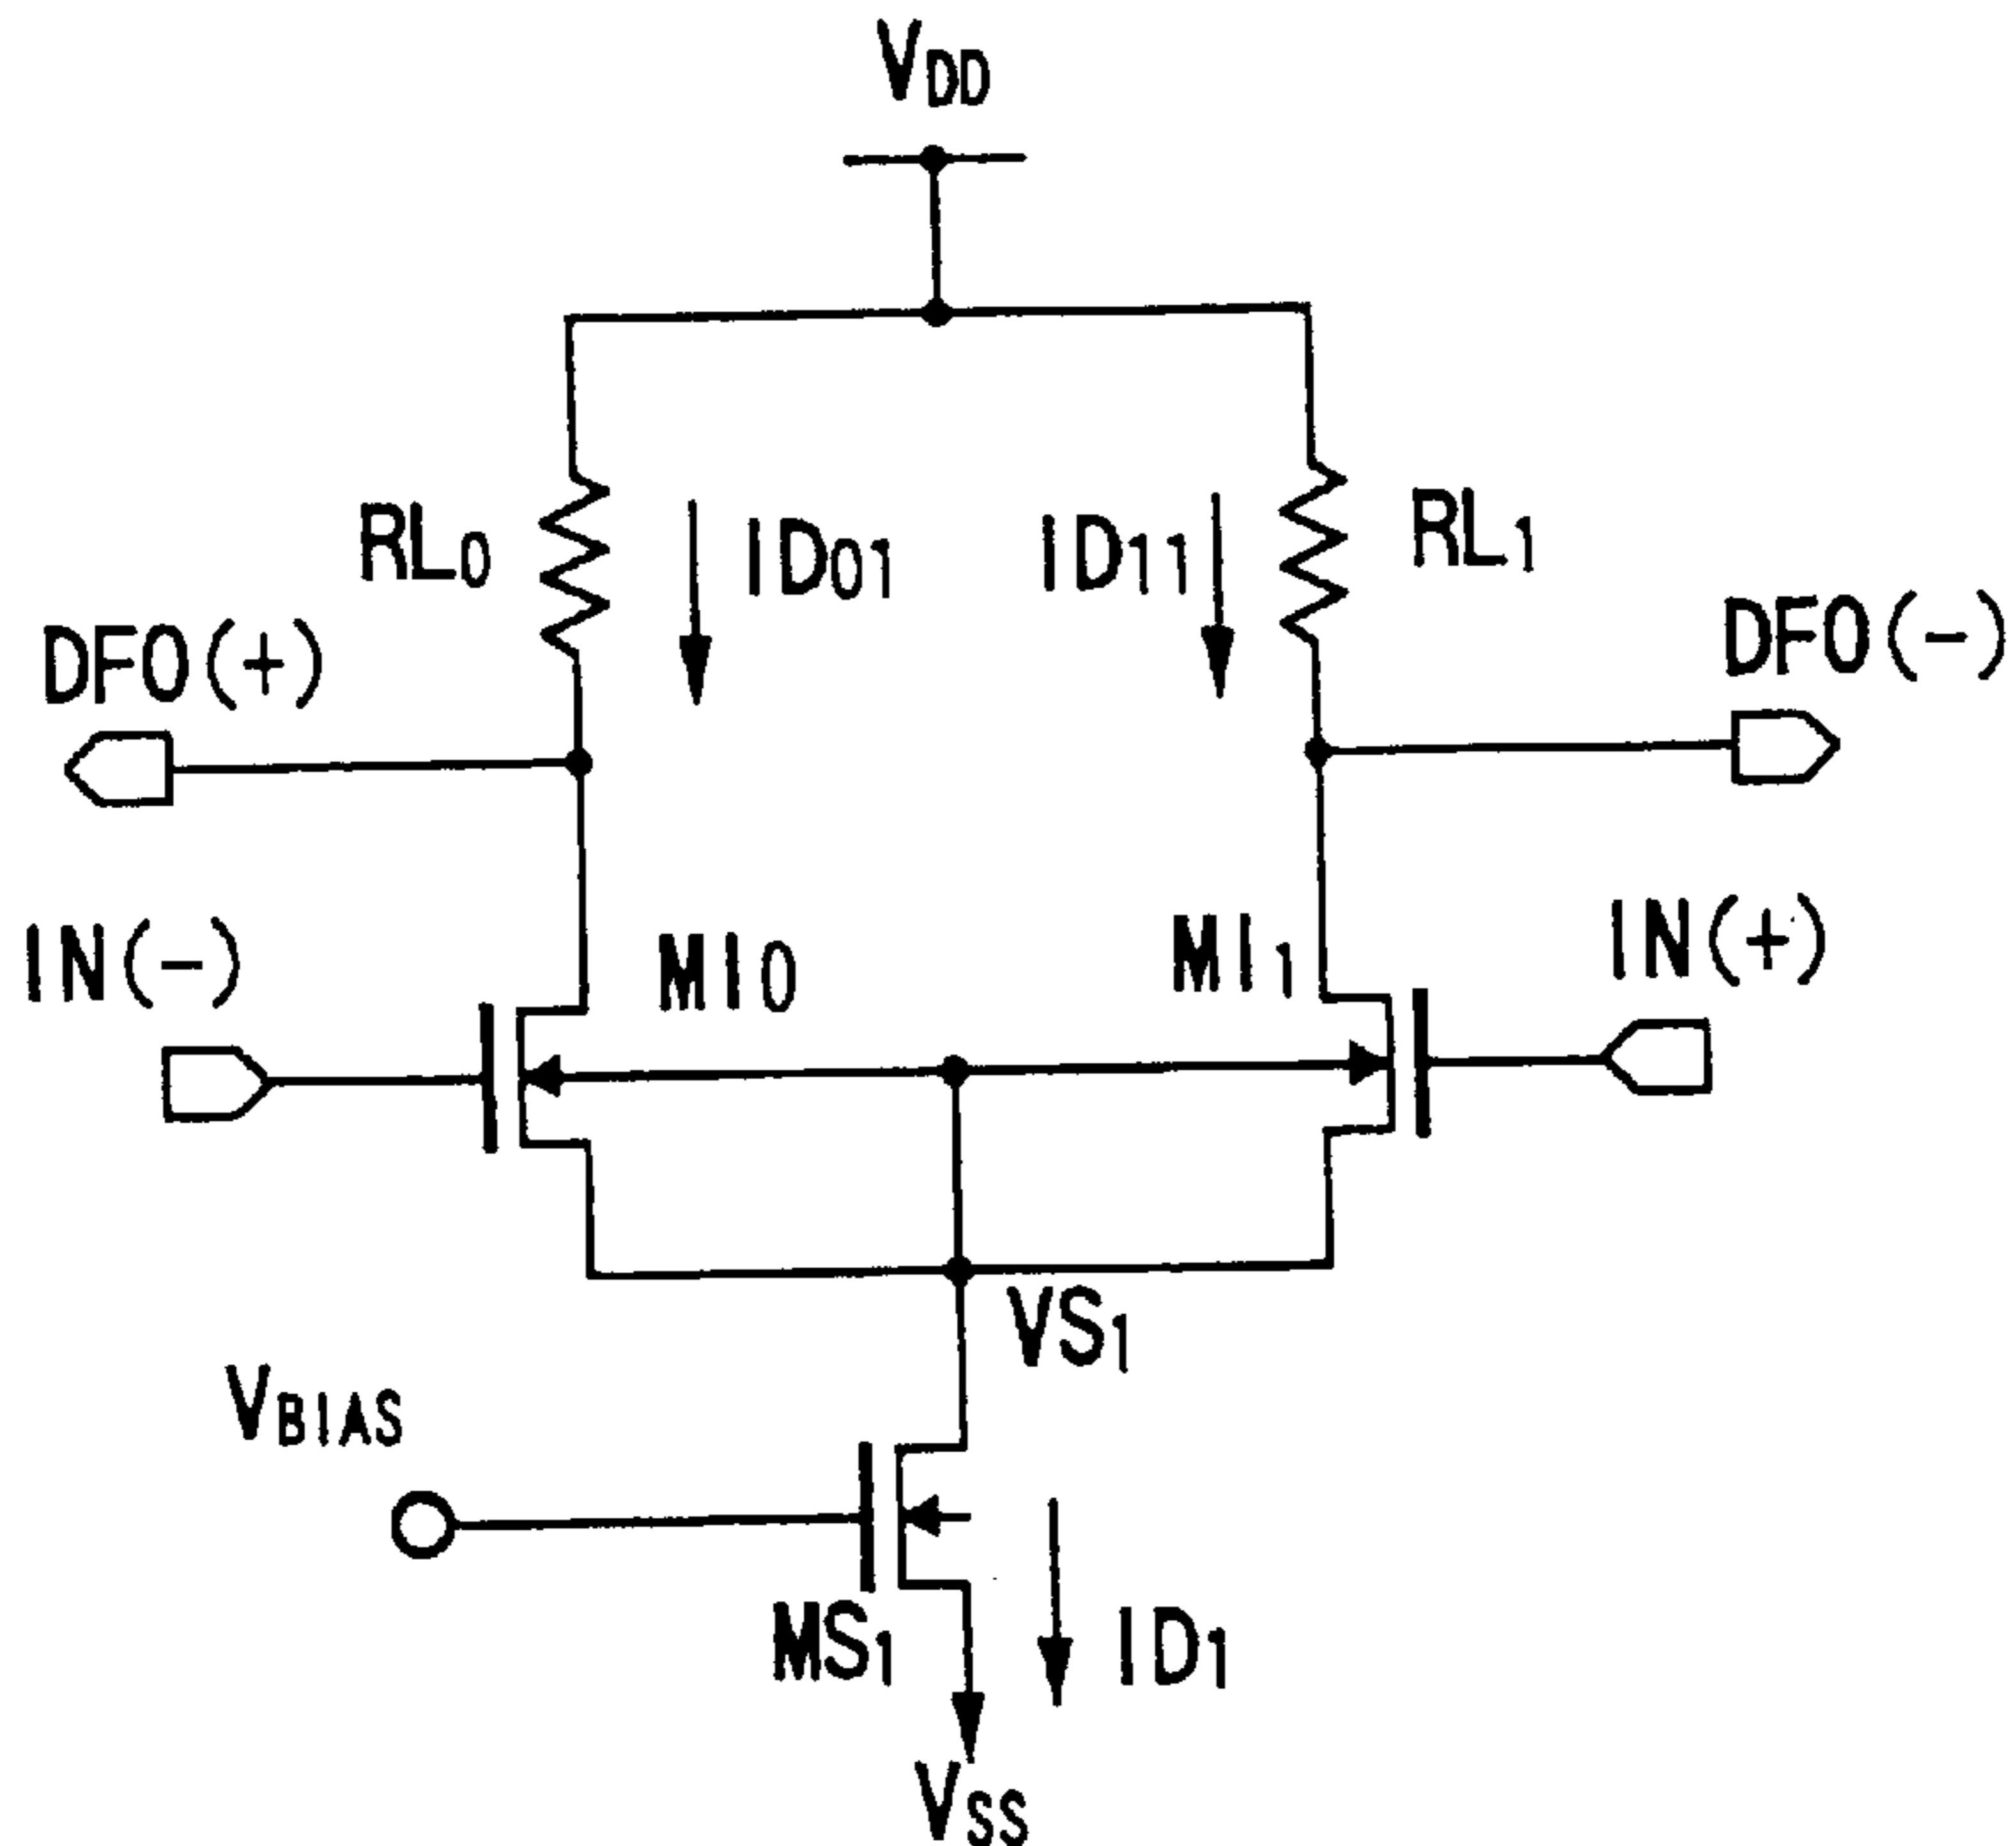 VDD
RL0
ID01
ID11
RL1
DFO(+)
DFO(-)
IN(-)
MI0
MI1
IN(+)
VS1
VBIAS
MS1
ID1
VSS